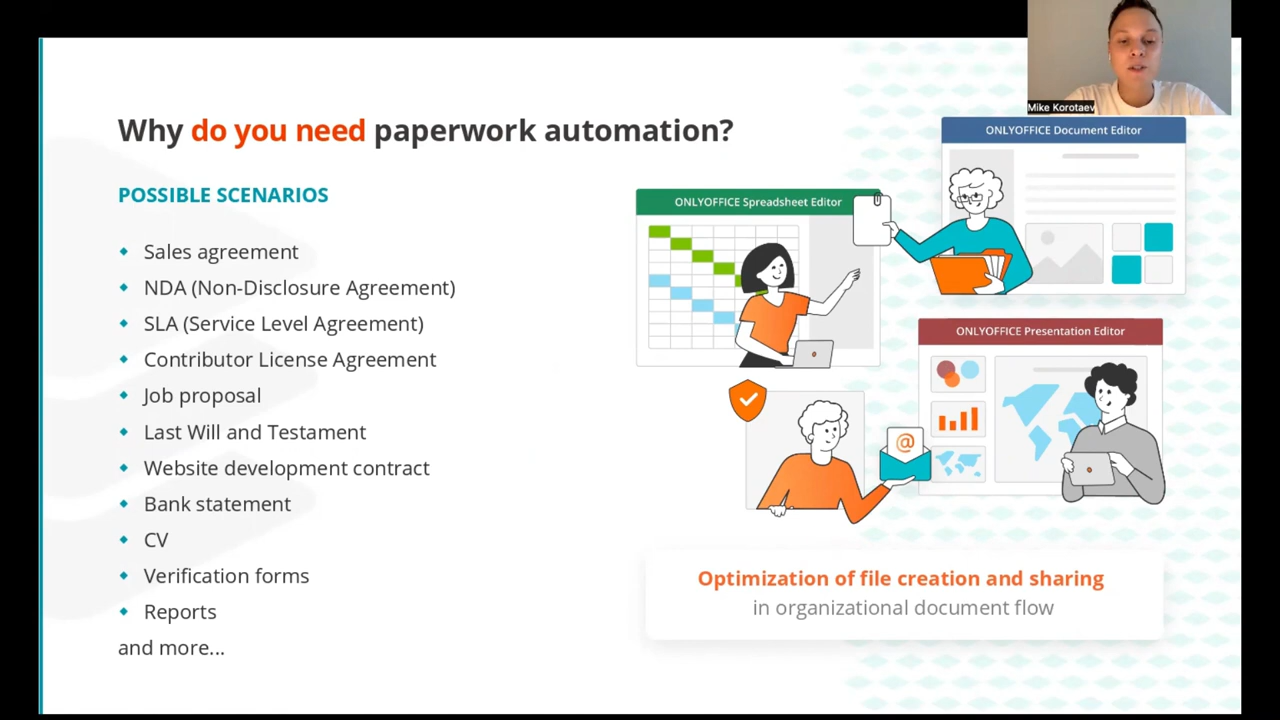 Mike Korotaev
Why do you need paperwork automation?
POSSIBLE SCENARIOS
Sales agreement
NDA (Non-Disclosure Agreement)
SLA (Service Level Agreement)
Contributor License Agreement
Job proposal
Last Will and Testament
Website development contract
Bank statement
CV
Verification forms
Reports
and more...
ONLYOFFICE Document Editor
ONLYOFFICE Spreadsheet Editor
ONLYOFFICE Presentation Editor
@
Optimization of file creation and sharing
in organizational document flow